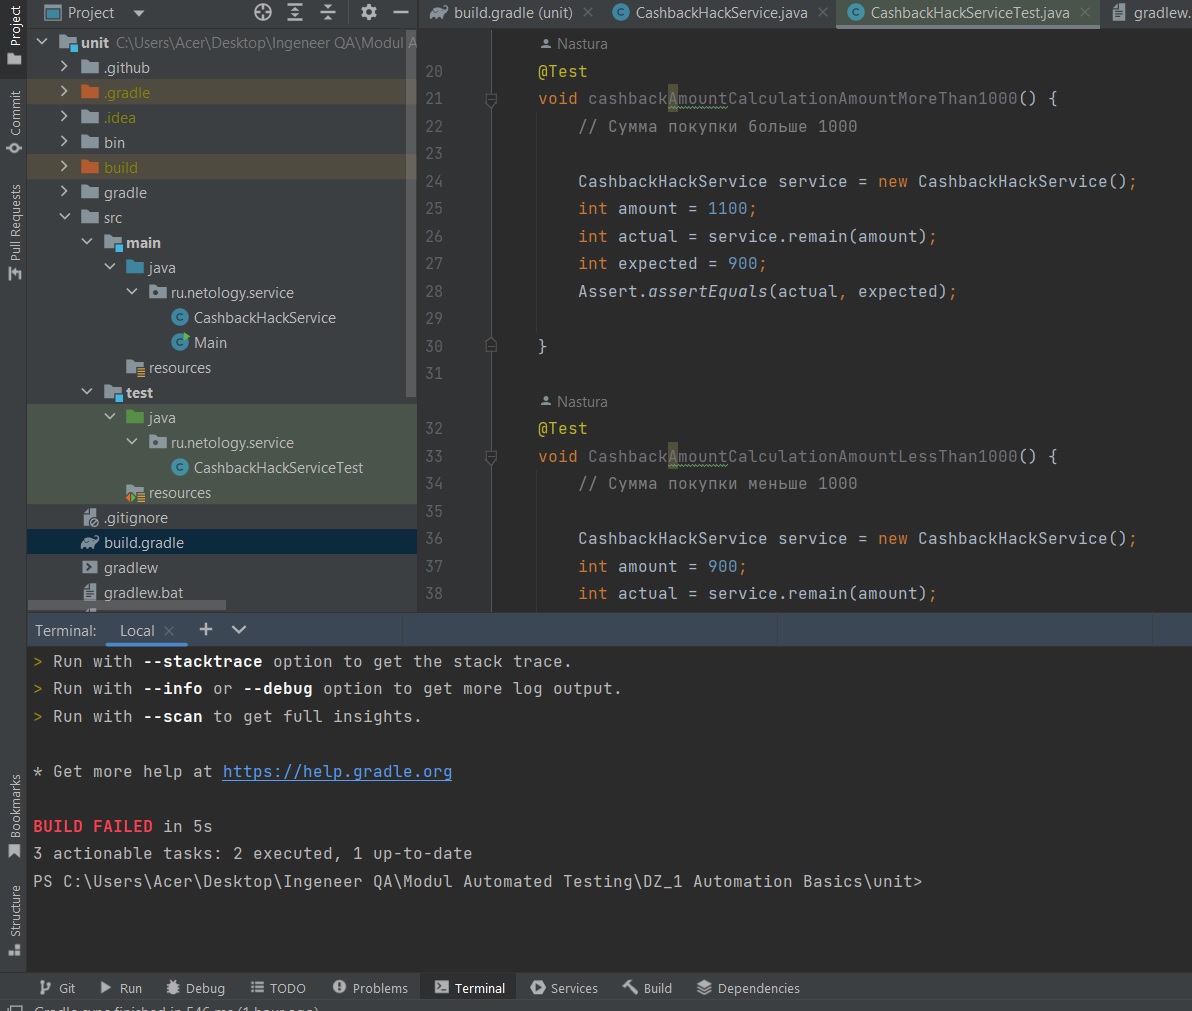 Project
build.gradle (unit)
CashbackHackService.java
CashbackHackServiceTest.java
gradlew.
Project
Commit
Pull Requests
Bookmarks
Structure
unit C:\Users\Acer\Desktop\Ingeneer QA\Modul A
.github
.gradle
.idea
bin
build
gradle
src
main
java
ru.netology.service
CashbackHackService
Main
resources
test
java
ru.netology.service
CashbackHackServiceTest
resources
.gitignore
build.gradle
gradlew
gradlew.bat
Nastura
20 @Test
21 void cashbackAmountCalculationAmountMoreThan1000() {
22 // Сумма покупки больше 1000
23
24 CashbackHackService service = new CashbackHackService();
25 int amount = 1100;
26 int actual = service.remain(amount);
27 int expected = 900;
28 Assert.assertEquals(actual, expected);
29
30 }
31
Nastura
32 @Test
33 void CashbackAmountCalculationAmountLessThan1000() {
34 // Сумма покупки меньше 1000
35
36 CashbackHackService service = new CashbackHackService();
37 int amount = 900;
38 int actual = service.remain(amount);
Terminal: Local
> Run with --stacktrace option to get the stack trace.
> Run with --info or --debug option to get more log output.
> Run with --scan to get full insights.
* Get more help at https://help.gradle.org
BUILD FAILED in 5s
3 actionable tasks: 2 executed, 1 up-to-date
PS C:\Users\Acer\Desktop\Ingeneer QA\Modul Automated Testing\DZ_1 Automation Basics\unit>
Git Run Debug TODO Problems Terminal Services Build Dependencies
Gradle sync finished in 546 ms (1 hour ago)